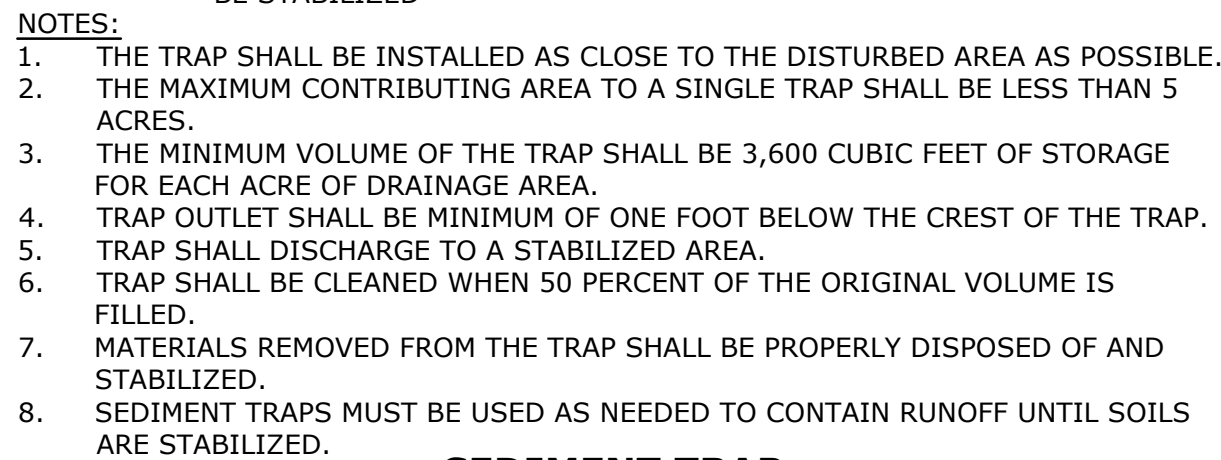 BE STABILIZED
NOTES:
1. THE TRAP SHALL BE INSTALLED AS CLOSE TO THE DISTURBED AREA AS POSSIBLE.
2. THE MAXIMUM CONTRIBUTING AREA TO A SINGLE TRAP SHALL BE LESS THAN 5
ACRES.
3. THE MINIMUM VOLUME OF THE TRAP SHALL BE 3,600 CUBIC FEET OF STORAGE
FOR EACH ACRE OF DRAINAGE AREA.
4. TRAP OUTLET SHALL BE MINIMUM OF ONE FOOT BELOW THE CREST OF THE TRAP.
5. TRAP SHALL DISCHARGE TO A STABILIZED AREA.
6. TRAP SHALL BE CLEANED WHEN 50 PERCENT OF THE ORIGINAL VOLUME IS
FILLED.
7. MATERIALS REMOVED FROM THE TRAP SHALL BE PROPERLY DISPOSED OF AND
STABILIZED.
8. SEDIMENT TRAPS MUST BE USED AS NEEDED TO CONTAIN RUNOFF UNTIL SOILS
ARE STABILIZED.
SEDIMENT TRAP